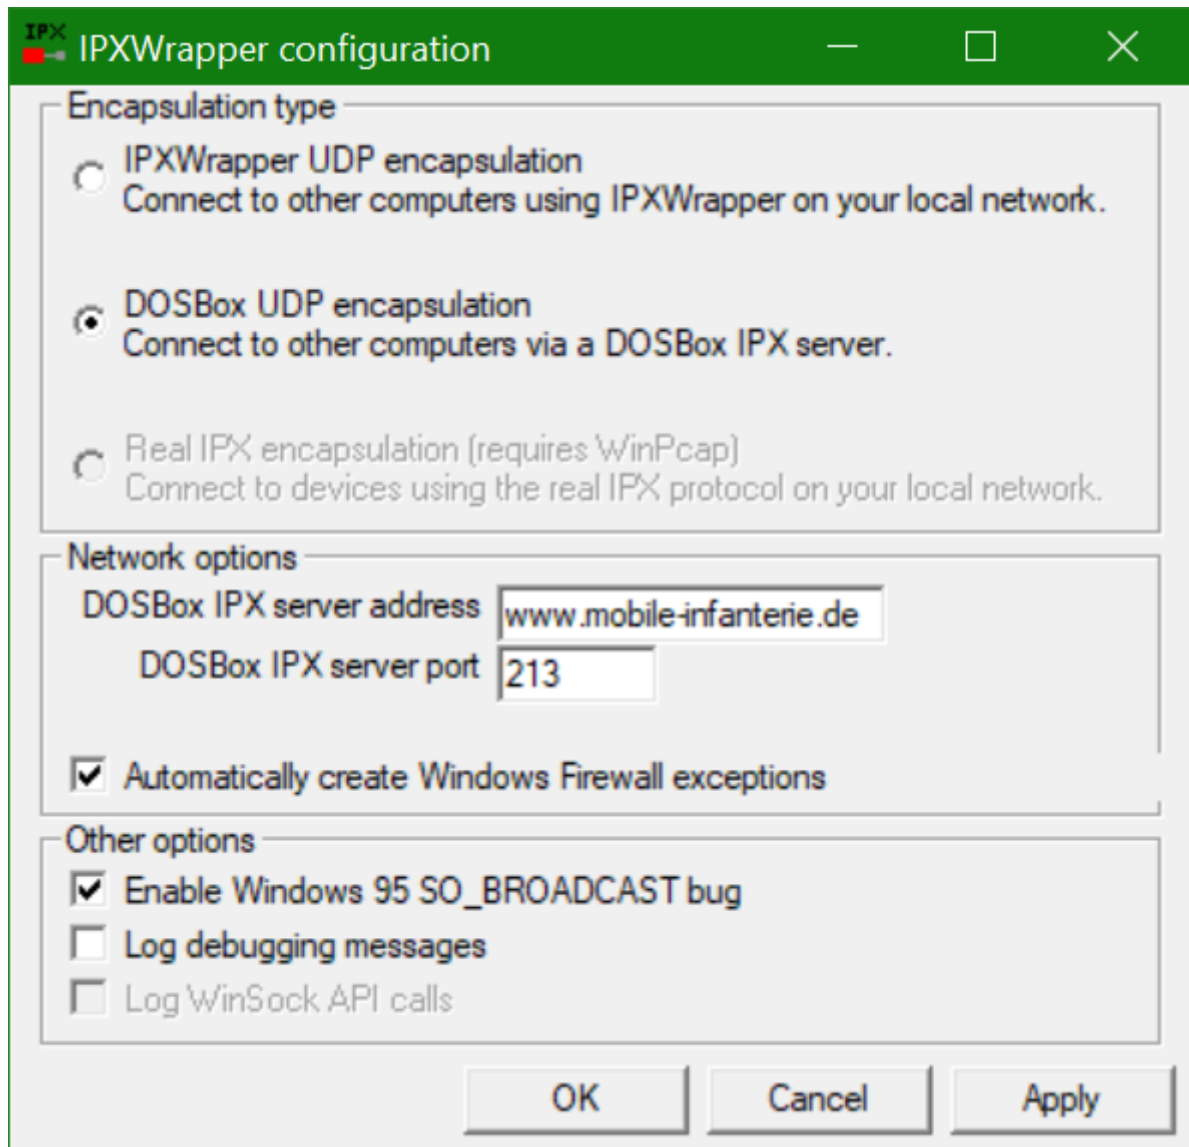 IPX
IPXWrapper configuration
Encapsulation type
IPXWrapper UDP encapsulation
Connect to other computers using IPXWrapper on your local network.
DOSBox UDP encapsulation
Connect to other computers via a DOSBox IPX server.
Real IPX encapsulation (requires WinPcap)
Connect to devices using the real IPX protocol on your local network.
Network options
DOSBox IPX server address www.mobile-infanterie.de
DOSBox IPX server port 213
Automatically create Windows Firewall exceptions
Other options
Enable Windows 95 SO_BROADCAST bug
Log debugging messages
Log WinSock API calls
OK Cancel Apply